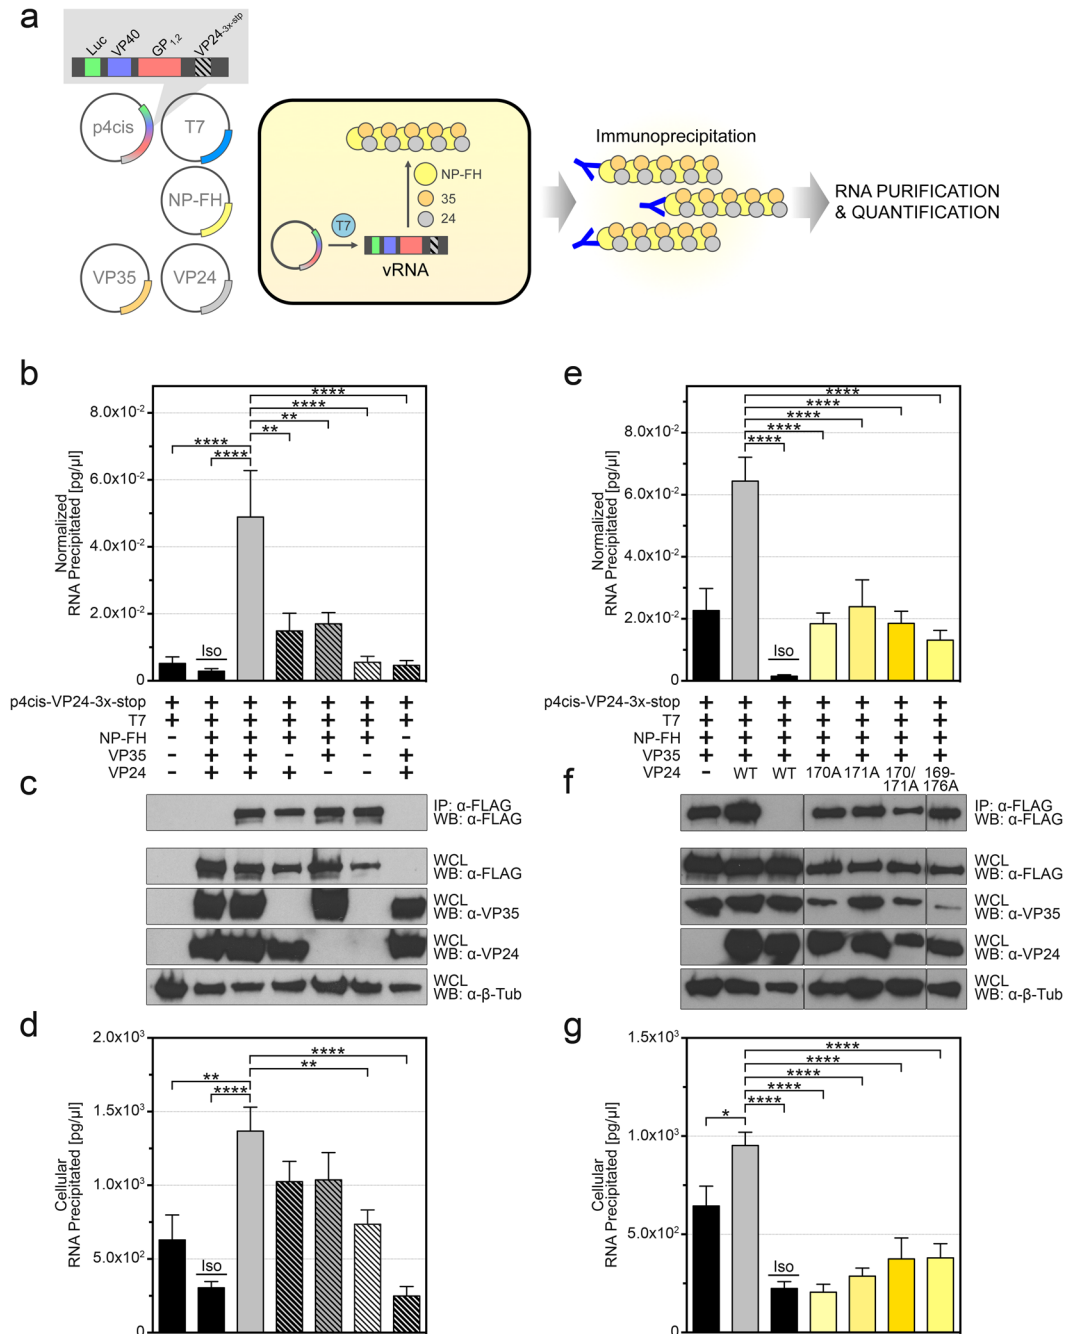 a
Luc VP40 GP1,2 VP24-3x-stp
p4cis T7
NP-FH
VP35 VP24
T7
NP-FH
35
24
vRNA
Immunoprecipitation
RNA PURIFICATION
& QUANTIFICATION
b
Normalized
RNA Precipitated [pg/µl]
8.0x10-2
6.0x10-2
4.0x10-2
2.0x10-2
0
**** **** **** **** ** ** ****
Iso
p4cis-VP24-3x-stop + + + + + + +
T7 + + + + + + +
NP-FH - + + + + + -
VP35 - + + - + - +
VP24 - + + + - - +
c
IP: α-FLAG
WB: α-FLAG
WCL
WB: α-FLAG
WCL
WB: α-VP35
WCL
WB: α-VP24
WCL
WB: α-β-Tub
d
Cellular
RNA Precipitated [pg/µl]
2.0x103
1.5x103
1.0x103
5.0x102
0
** **** **** **
Iso
e
Normalized
RNA Precipitated [pg/µl]
8.0x10-2
6.0x10-2
4.0x10-2
2.0x10-2
0
**** **** **** **** ****
Iso
p4cis-VP24-3x-stop + + + + + + +
T7 + + + + + + +
NP-FH + + + + + + +
VP35 + + + + + + +
VP24 - WT WT 170A 171A 170/171A 169-176A
f
IP: α-FLAG
WB: α-FLAG
WCL
WB: α-FLAG
WCL
WB: α-VP35
WCL
WB: α-VP24
WCL
WB: α-β-Tub
g
Cellular
RNA Precipitated [pg/µl]
1.5x103
1.0x103
5.0x102
0
* **** **** **** **** ****
Iso